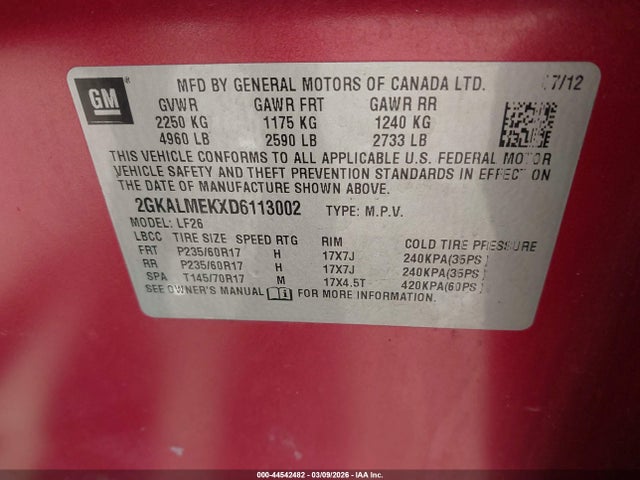 GM
MFD BY GENERAL MOTORS OF CANADA LTD. 7/12
GVWR GAWR FRT GAWR RR
2250 KG 1175 KG 1240 KG
4960 LB 2590 LB 2733 LB
THIS VEHICLE CONFORMS TO ALL APPLICABLE U.S. FEDERAL MOTOR
VEHICLE SAFETY AND THEFT PREVENTION STANDARDS IN EFFECT ON
THE DATE OF MANUFACTURE SHOWN ABOVE.
2GKALMEKXD6113002 TYPE: M.P.V.
MODEL: LF26
LBCC TIRE SIZE SPEED RTG RIM COLD TIRE PRESSURE
FRT P235/60R17 H 17X7J 240KPA(35PS
RR P235/60R17 H 17X7J 240KPA(35PS
SPA T145/70R17 M 17X4.5T 420KPA(60PS)
SEE OWNER'S MANUAL FOR MORE INFORMATION.
000-44542482 - 03/09/2026 - IAA Inc.